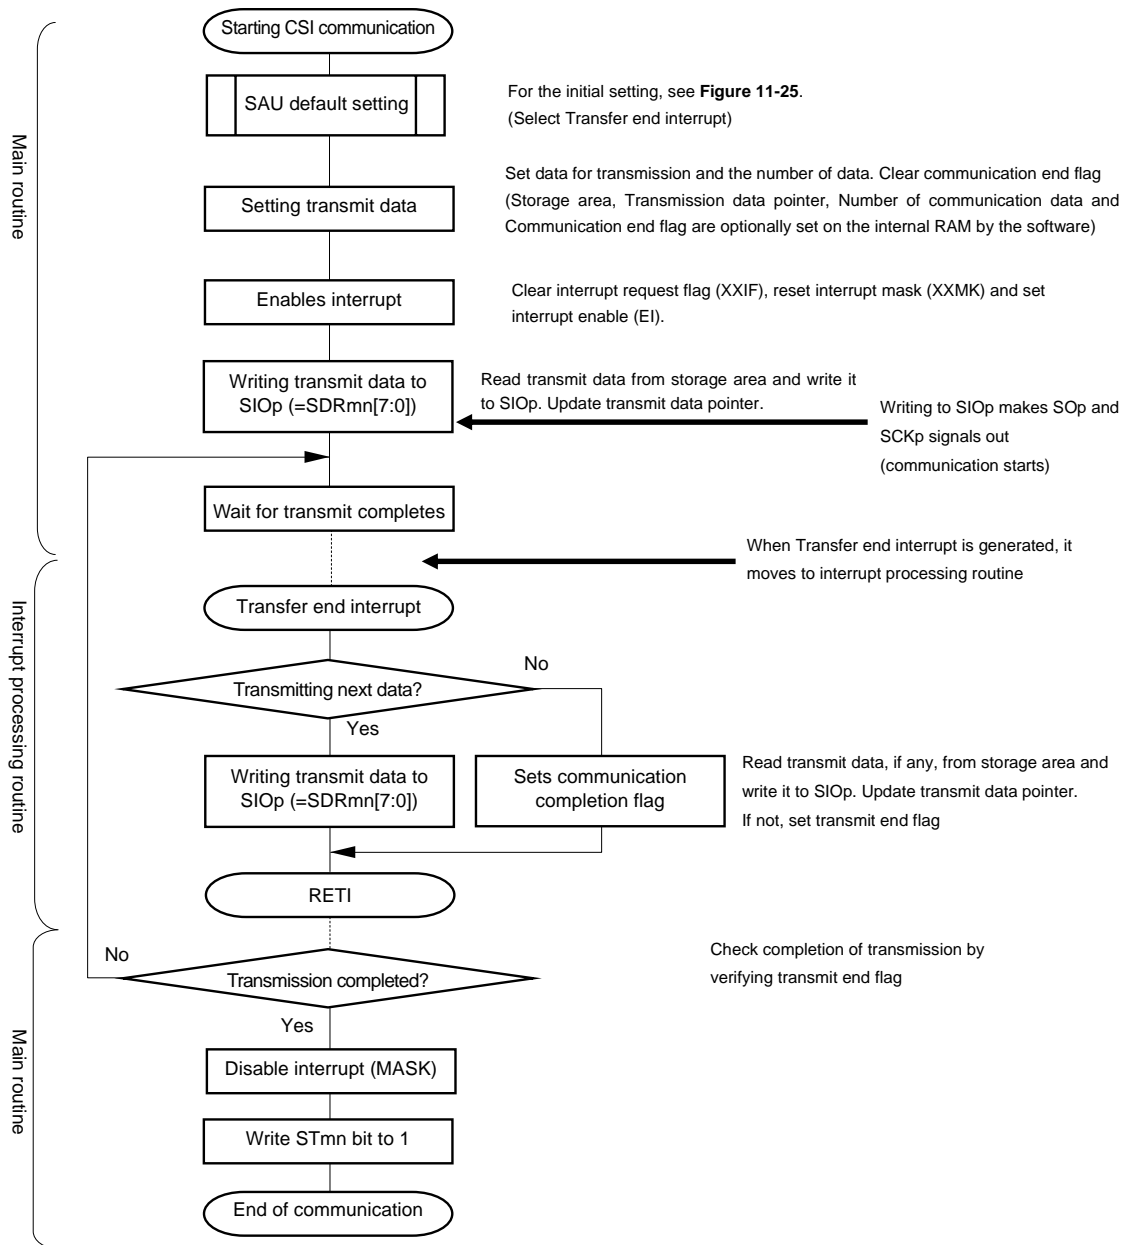 Starting CSI communication
Main routine
SAU default setting
For the initial setting, see Figure 11-25.
(Select Transfer end interrupt)
Setting transmit data
Set data for transmission and the number of data. Clear communication end flag
(Storage area, Transmission data pointer, Number of communication data and
Communication end flag are optionally set on the internal RAM by the software)
Enables interrupt
Clear interrupt request flag (XXIF), reset interrupt mask (XXMK) and set
interrupt enable (EI).
Writing transmit data to
SIOp (=SDRmn[7:0])
Read transmit data from storage area and write it
to SIOp. Update transmit data pointer.
Writing to SIOp makes SOp and
SCKp signals out
(communication starts)
Wait for transmit completes
When Transfer end interrupt is generated, it
moves to interrupt processing routine
Interrupt processing routine
Transfer end interrupt
Transmitting next data?
No
Yes
Writing transmit data to
SIOp (=SDRmn[7:0])
Sets communication
completion flag
Read transmit data, if any, from storage area and
write it to SIOp. Update transmit data pointer.
If not, set transmit end flag
RETI
Main routine
No
Transmission completed?
Check completion of transmission by
verifying transmit end flag
Yes
Disable interrupt (MASK)
Write STmn bit to 1
End of communication